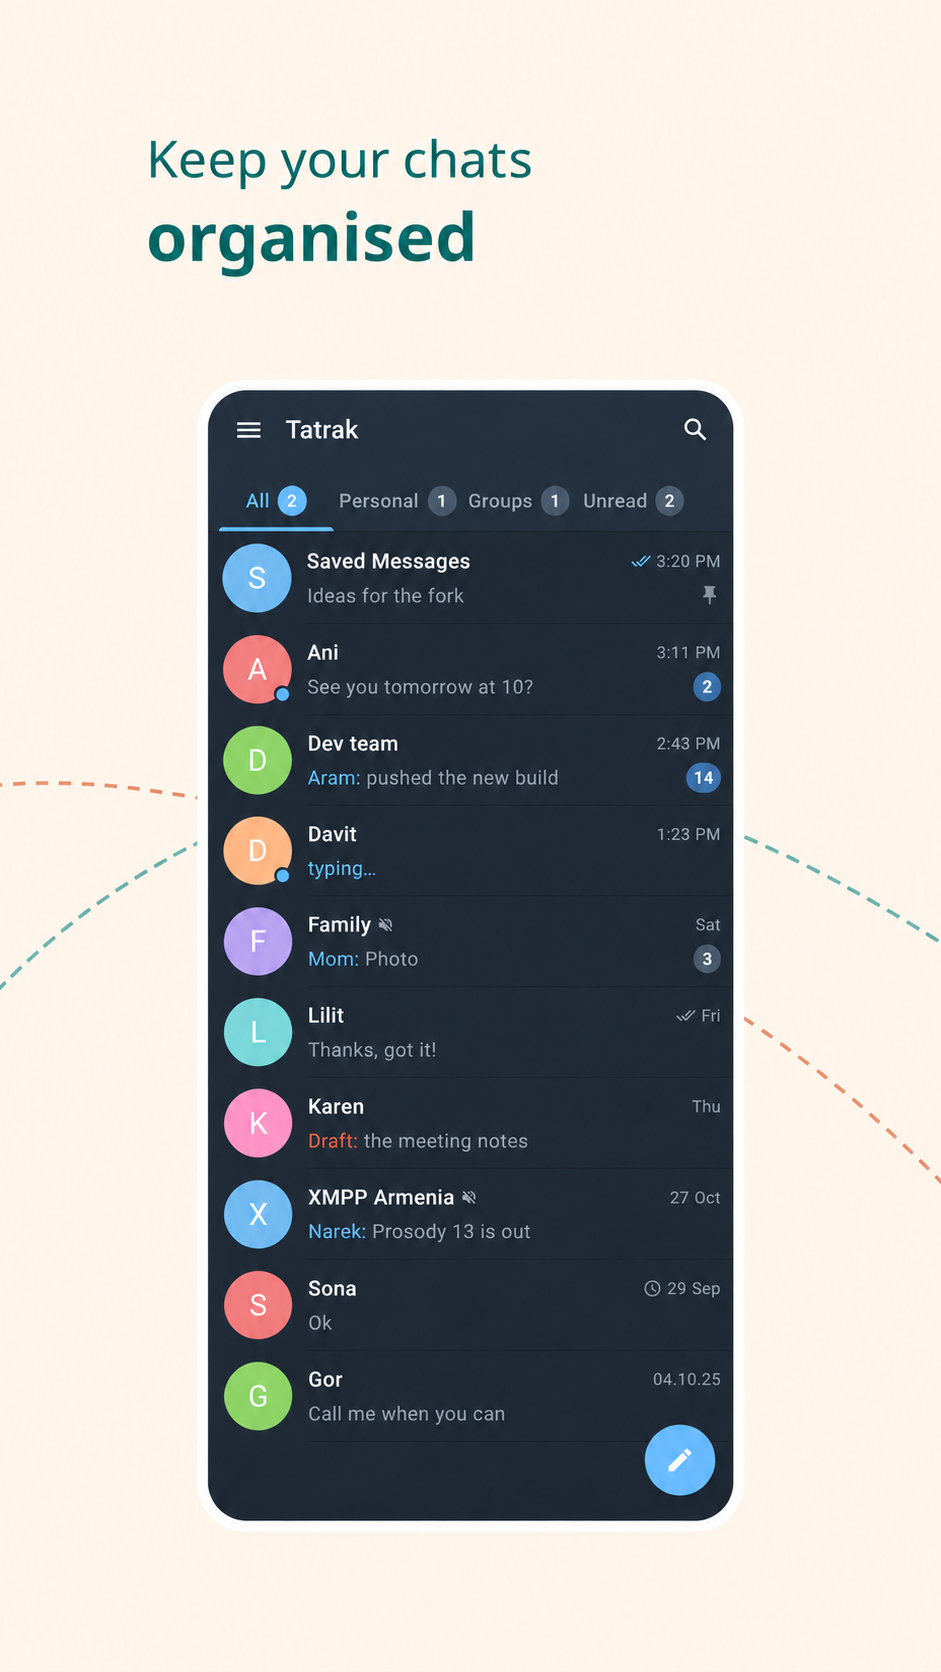 Keep your chats
organised
Tatrak
All 2 Personal 1 Groups 1 Unread 2
Saved Messages 3:20 PM
Ideas for the fork
A Ani 3:11 PM
See you tomorrow at 10? 2
D Dev team 2:43 PM
Aram: pushed the new build 14
D Davit 1:23 PM
typing...
F Family Sat
Mom: Photo 3
L Lilit Fri
Thanks, got it!
K Karen Thu
Draft: the meeting notes
X XMPP Armenia 27 Oct
Narek: Prosody 13 is out
S Sona 29 Sep
Ok
G Gor 04.10.25
Call me when you can